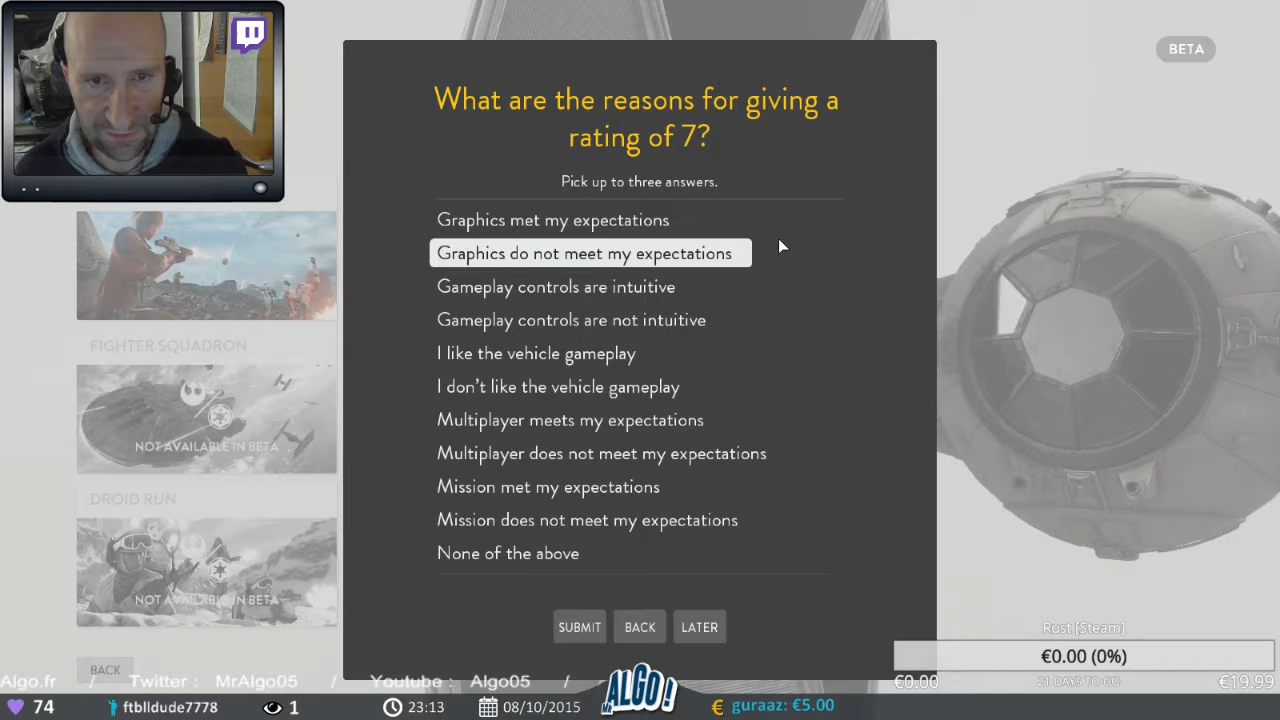 BETA
What are the reasons for giving a
rating of 7?
Pick up to three answers.
Graphics met my expectations
Graphics do not meet my expectations
Gameplay controls are intuitive
Gameplay controls are not intuitive
I like the vehicle gameplay
I don't like the vehicle gameplay
Multiplayer meets my expectations
Multiplayer does not meet my expectations
Mission met my expectations
Mission does not meet my expectations
None of the above
SUBMIT
BACK
LATER
FIGHTER SQUADRON
NOT AVAILABLE IN BETA
DROID RUN
NOT AVAILABLE IN BETA
BACK
Rust [Steam]
€0.00 (0%)
€0.00
21 DAYS TO GO
€19.99
Algo.fr / Twitter : MrAlgo05 / Youtube : Algo05 /
74
ftblldude7778
1
23:13
08/10/2015
Mr ALGO!
€ guraaz: €5.00